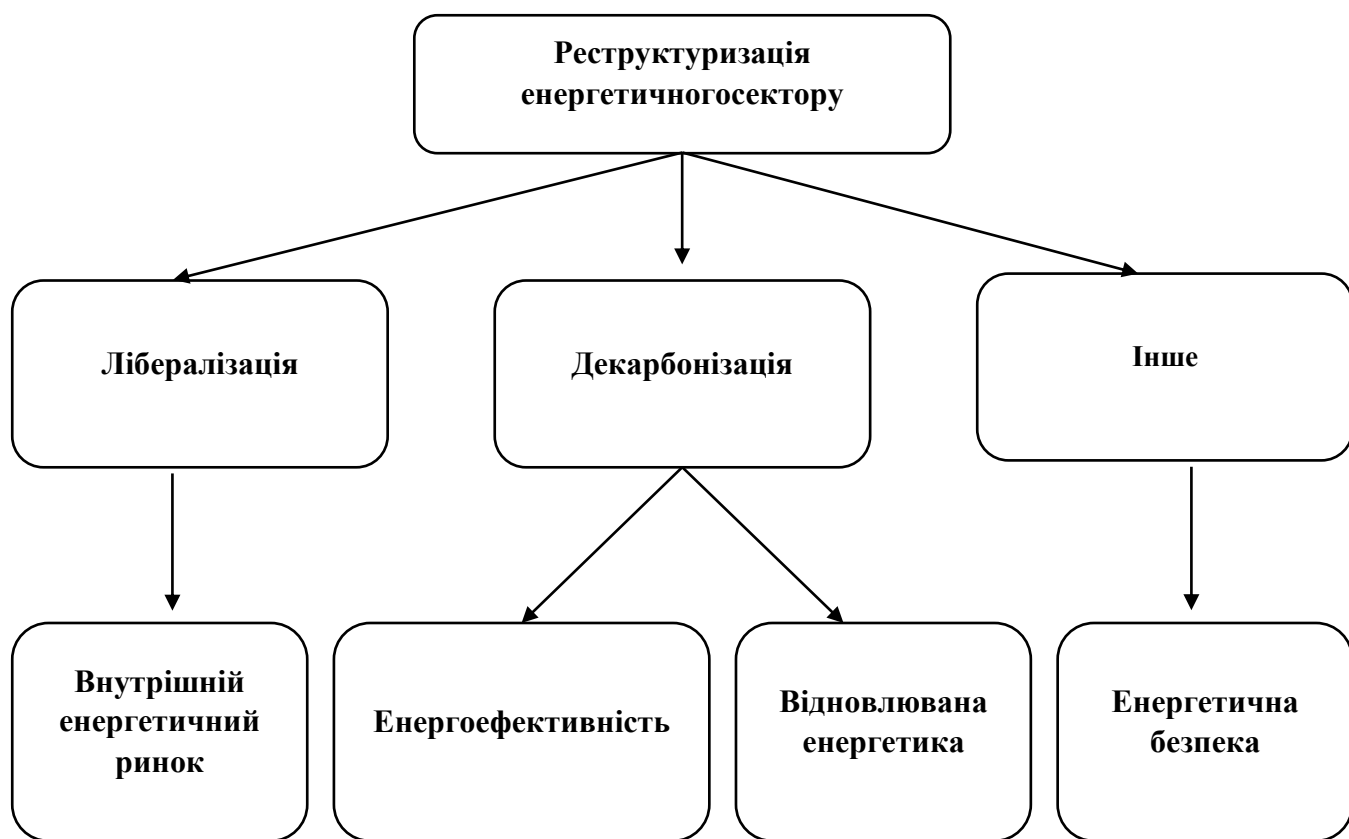 Реструктуризація
енергетичногосектору
Лібералізація
Декарбонізація
Інше
Внутрішній
енергетичний
ринок
Енергоефективність
Відновлювана
енергетика
Енергетична
безпека